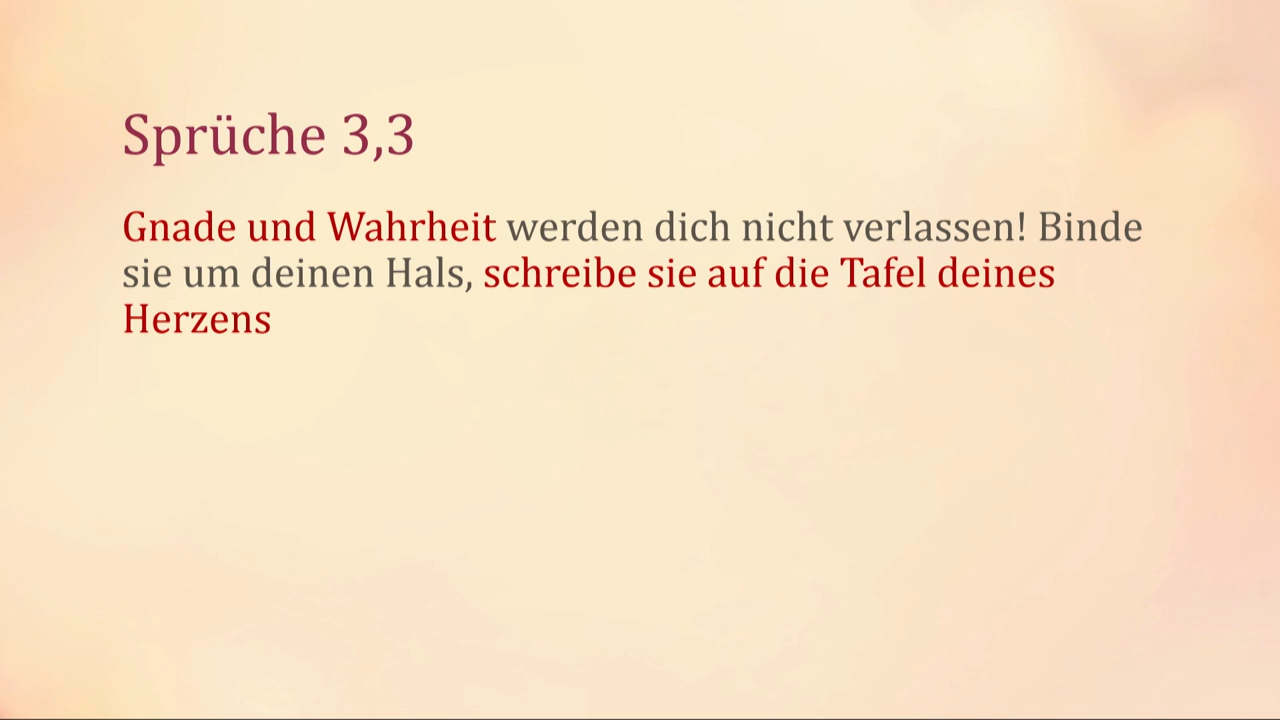 Sprüche 3,3
Gnade und Wahrheit werden dich nicht verlassen! Binde
sie um deinen Hals, schreibe sie auf die Tafel deines
Herzens